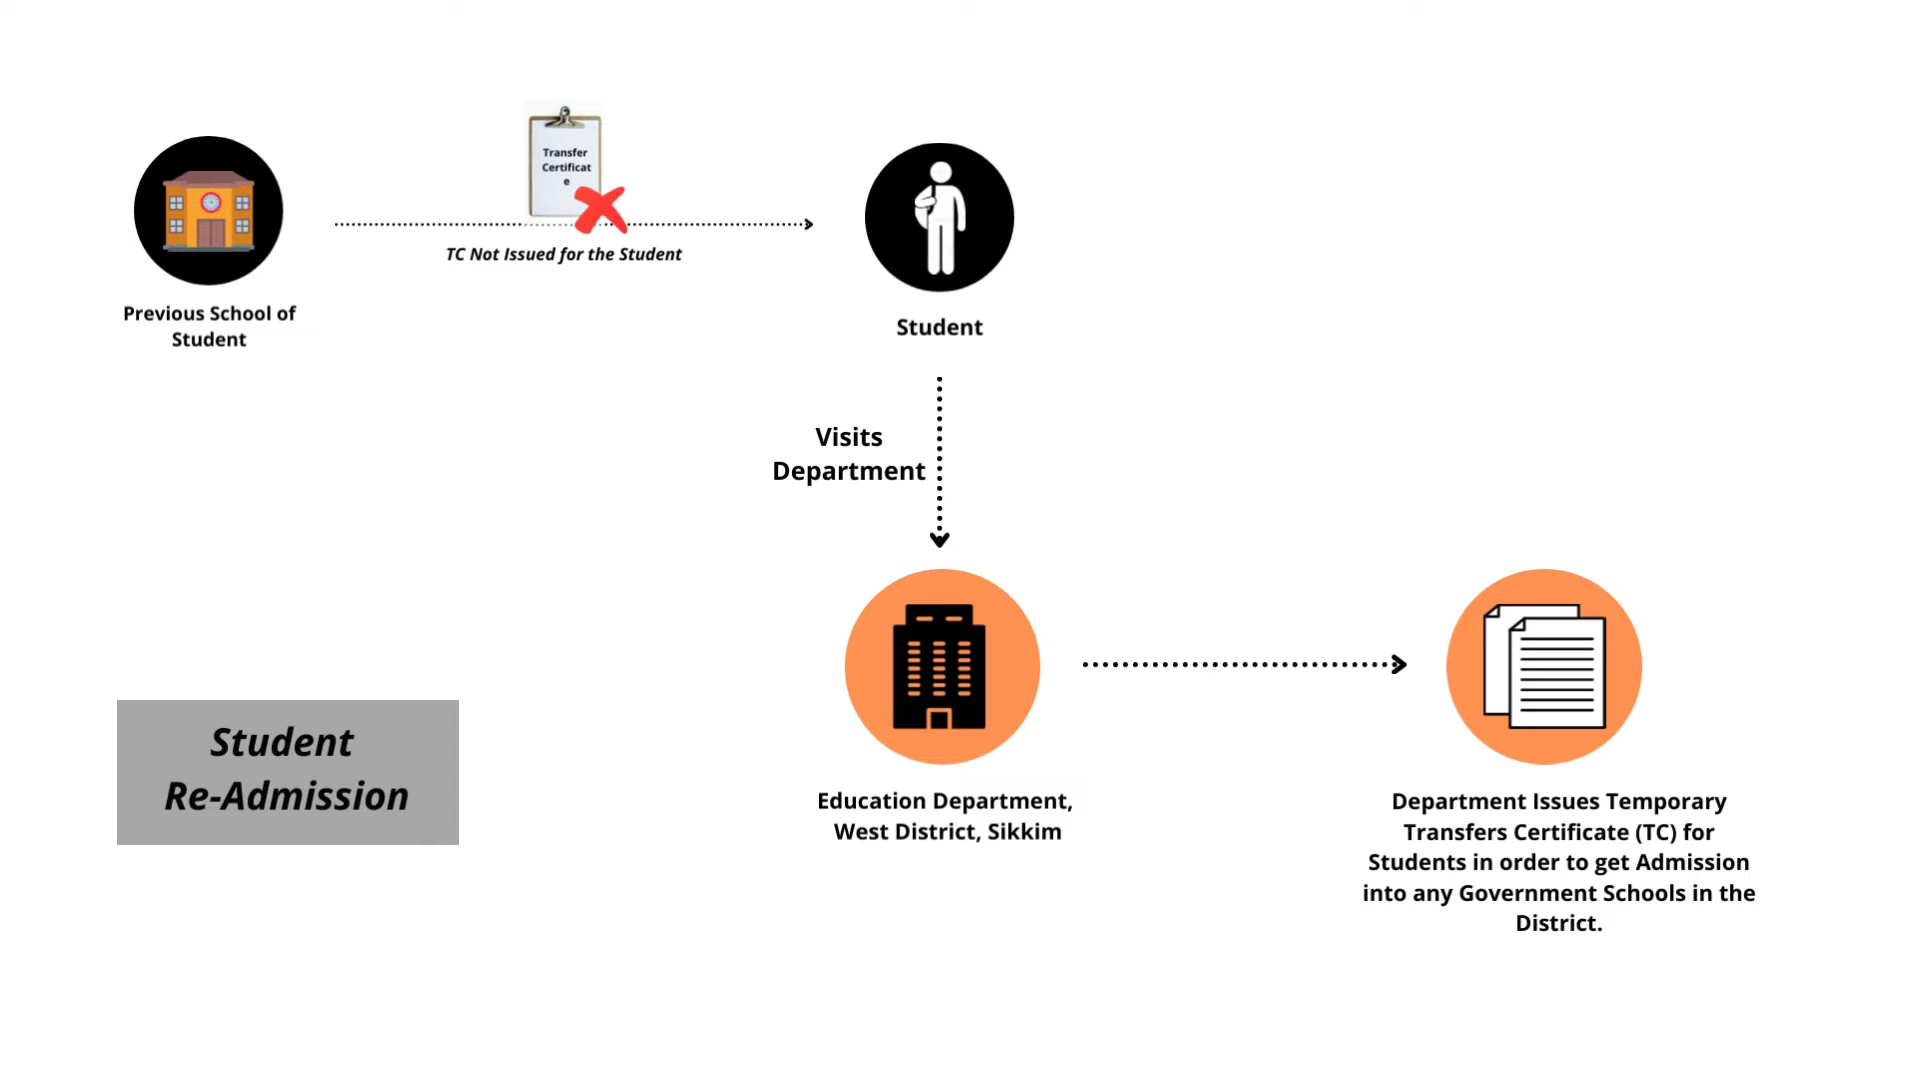 Transfer
Certificat
e
TC Not Issued for the Student
Previous School of
Student
Student
Visits
Department
Education Department,
West District, Sikkim
Department Issues Temporary
Transfers Certificate (TC) for
Students in order to get Admission
into any Government Schools in the
District.
Student
Re-Admission